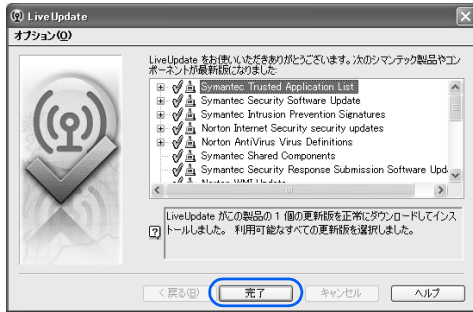 LiveUpdate
オプション(O)
LiveUpdate をお使いいただきありがとうございます。次のシマンテック製品やコン
ポーネントが最新版になりました:
Symantec Trusted Application List
Symantec Security Software Update
Symantec Intrusion Prevention Signatures
Norton Internet Security security updates
Norton AntiVirus Virus Definitions
Symantec Shared Components
Symantec Security Response Submission Software Upd
Norton WMI Update
LiveUpdate がこの製品の 1 個の更新版を正常にダウンロードしてインス
トールしました。 利用可能なすべての更新版を選択しました。
< 戻る(B) 完了 キャンセル ヘルプ